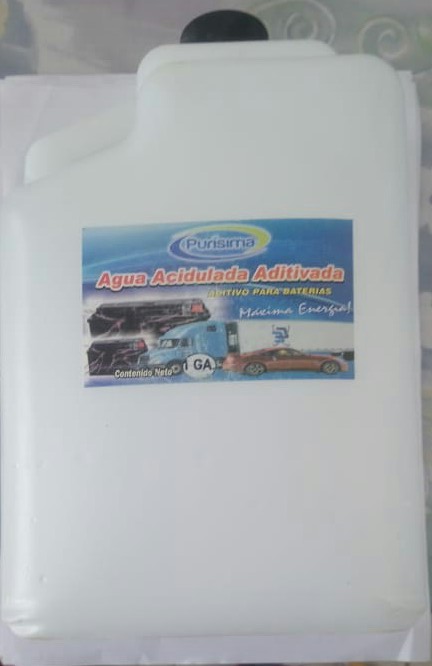 Purísima
Agua Acidulada Aditivada
ADITIVO PARA BATERIAS
Máxima Energía!
Contenido Neto 1 GA